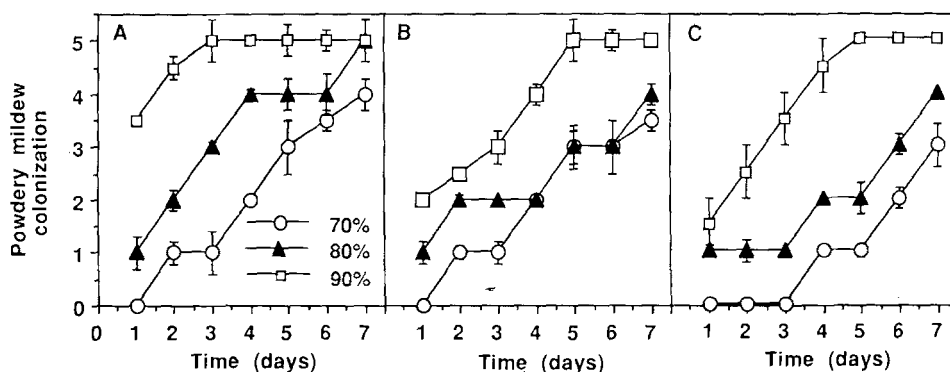 A
B
C
Powdery mildew
colonization
5
4
3
2
1
0
70%
80%
90%
0 1 2 3 4 5 6 7
1 2 3 4 5 6 7
1 2 3 4 5 6 7
Time (days)
Time (days)
Time (days)